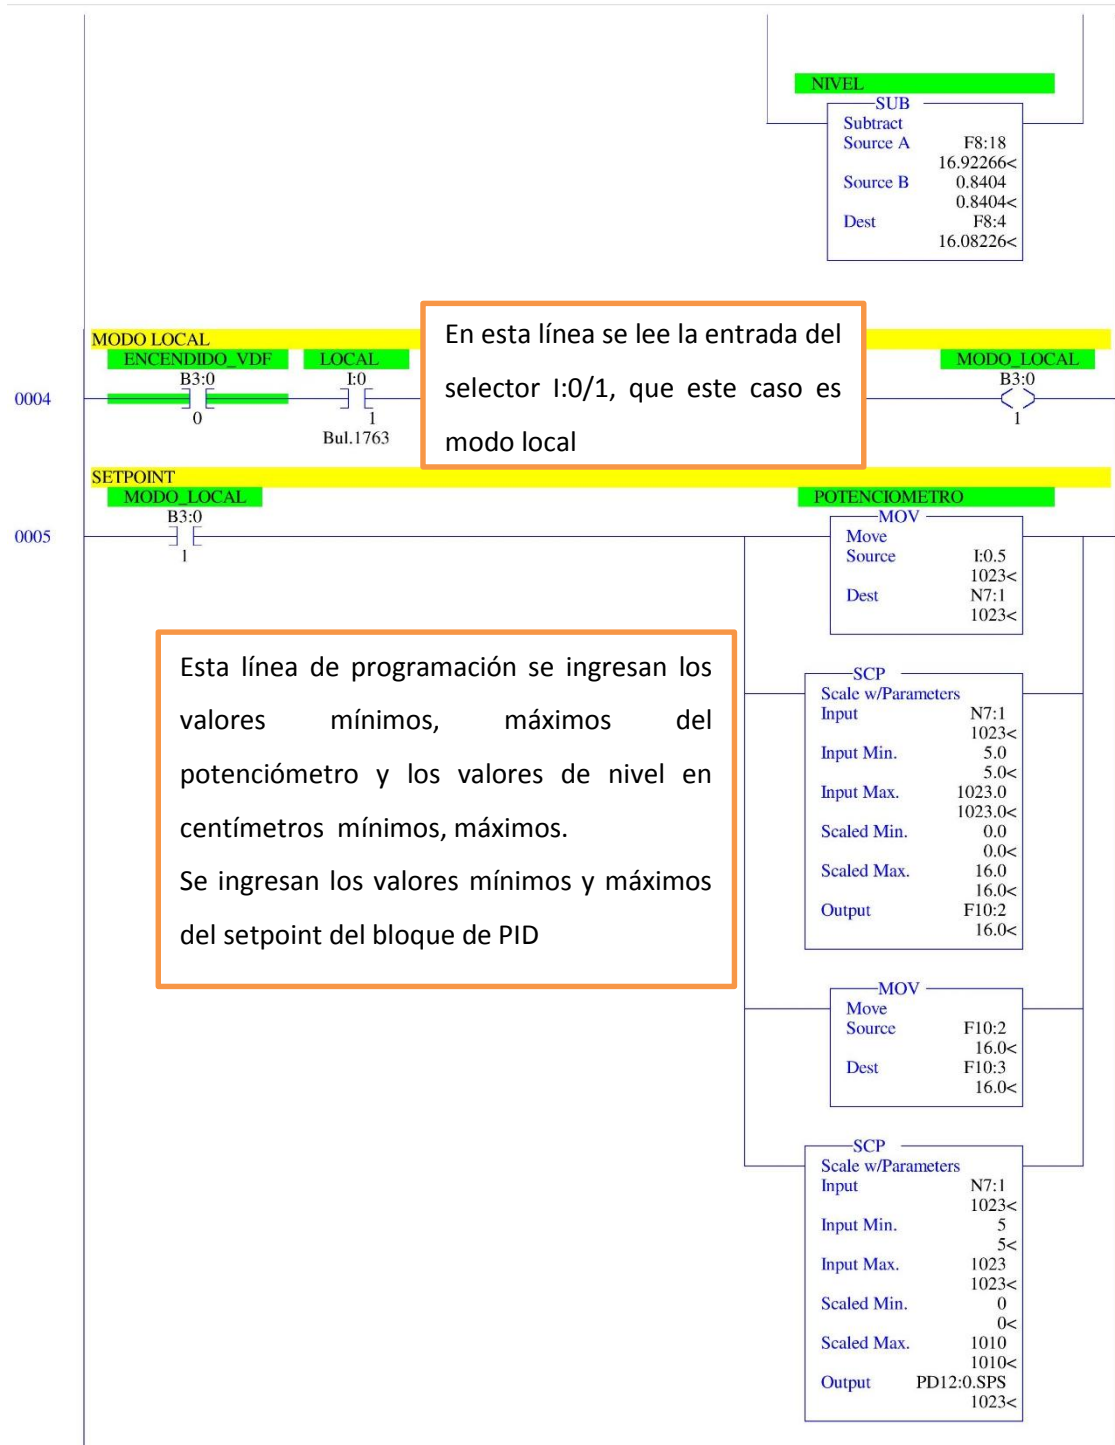 NIVEL
SUB
Subtract
Source A F8:18
16.92266<
Source B 0.8404
0.8404<
Dest F8:4
16.08226<
MODO LOCAL
ENCENDIDO_VDF LOCAL MODO_LOCAL
B3:0 I:0 B3:0
0004
0 1 1
Bul.1763
En esta línea se lee la entrada del
selector I:0/1, que este caso es
modo local
SETPOINT
MODO_LOCAL POTENCIOMETRO
B3:0
0005
1
MOV
Move
Source I:0.5
1023<
Dest N7:1
1023<
Esta línea de programación se ingresan los
valores mínimos, máximos del
potenciómetro y los valores de nivel en
centímetros mínimos, máximos.
Se ingresan los valores mínimos y máximos
del setpoint del bloque de PID
SCP
Scale w/Parameters
Input N7:1
1023<
Input Min. 5.0
5.0<
Input Max. 1023.0
1023.0<
Scaled Min. 0.0
0.0<
Scaled Max. 16.0
16.0<
Output F10:2
16.0<
MOV
Move
Source F10:2
16.0<
Dest F10:3
16.0<
SCP
Scale w/Parameters
Input N7:1
1023<
Input Min. 5
5<
Input Max. 1023
1023<
Scaled Min. 0
0<
Scaled Max. 1010
1010<
Output PD12:0.SPS
1023<